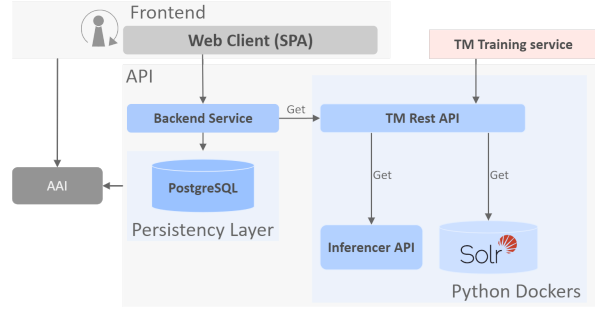 Frontend
Web Client (SPA)
TM Training service
API
Backend Service
Get
TM Rest API
AAI
PostgreSQL
Get
Get
Persistency Layer
Inferencer API
Solr
Python Dockers